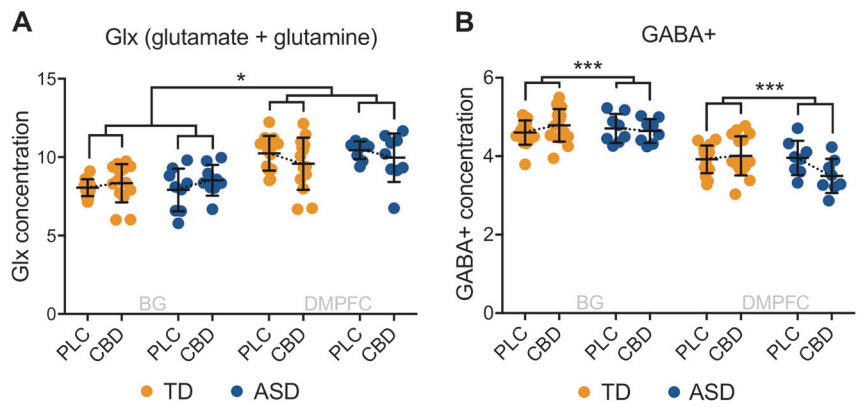 A
Glx (glutamate + glutamine)
Glx concentration
15
10
5
0
*
BG
DMPFC
PLC
CBD
PLC
CBD
PLC
CBD
PLC
CBD
TD
ASD
B
GABA+
GABA+ concentration
6
4
2
0
***
***
BG
DMPFC
PLC
CBD
PLC
CBD
PLC
CBD
PLC
CBD
TD
ASD